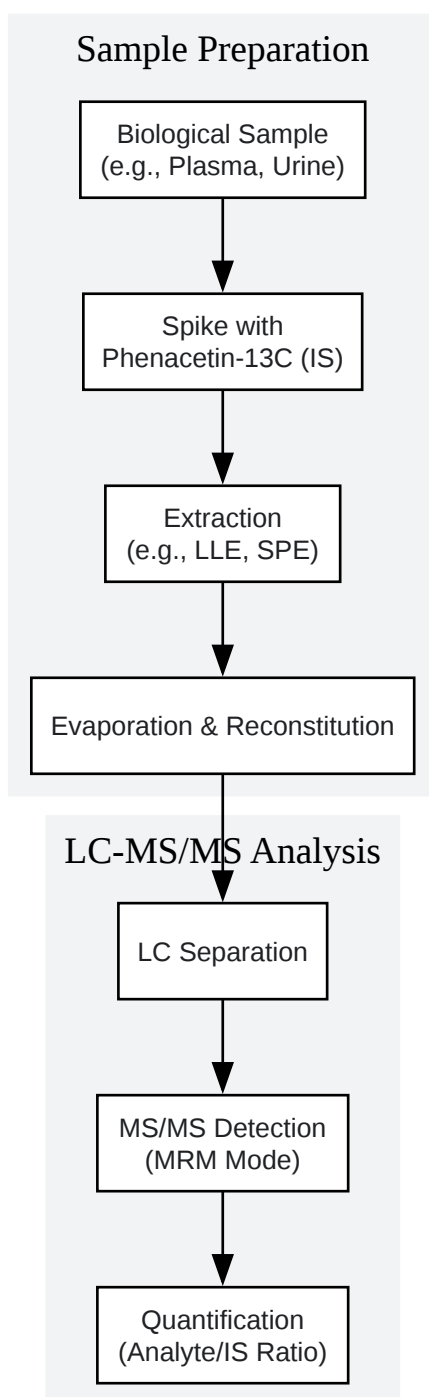 Sample Preparation
Biological Sample
(e.g., Plasma, Urine)
Spike with
Phenacetin-13C (IS)
Extraction
(e.g., LLE, SPE)
Evaporation & Reconstitution
LC-MS/MS Analysis
LC Separation
MS/MS Detection
(MRM Mode)
Quantification
(Analyte/IS Ratio)